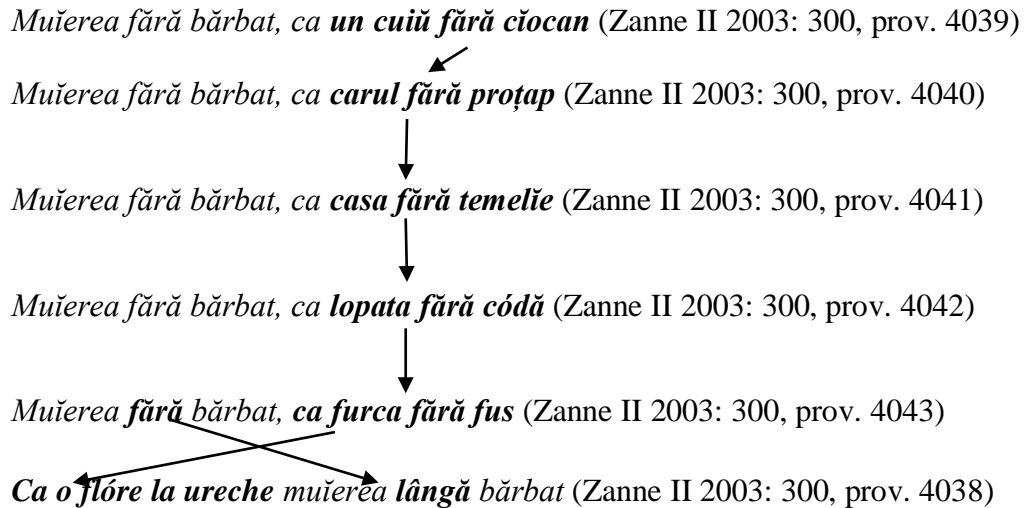 Muĭerea fără bărbat, ca un cuiŭ fără cĭocan (Zanne II 2003: 300, prov. 4039)
Muĭerea fără bărbat, ca carul fără proțap (Zanne II 2003: 300, prov. 4040)
Muĭerea fără bărbat, ca casa fără temelĭe (Zanne II 2003: 300, prov. 4041)
Muĭerea fără bărbat, ca lopata fără códă (Zanne II 2003: 300, prov. 4042)
Muĭerea fără bărbat, ca furca fără fus (Zanne II 2003: 300, prov. 4043)
Ca o flóre la ureche muĭerea lângă bărbat (Zanne II 2003: 300, prov. 4038)